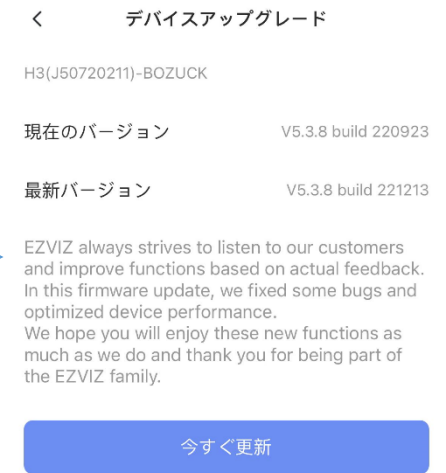 デバイスアップグレード
H3(J50720211)-BOZUCK
現在のバージョン V5.3.8 build 220923
最新バージョン V5.3.8 build 221213
EZVIZ always strives to listen to our customers
and improve functions based on actual feedback.
In this firmware update, we fixed some bugs and
optimized device performance.
We hope you will enjoy these new functions as
much as we do and thank you for being part of
the EZVIZ family.
今すぐ更新